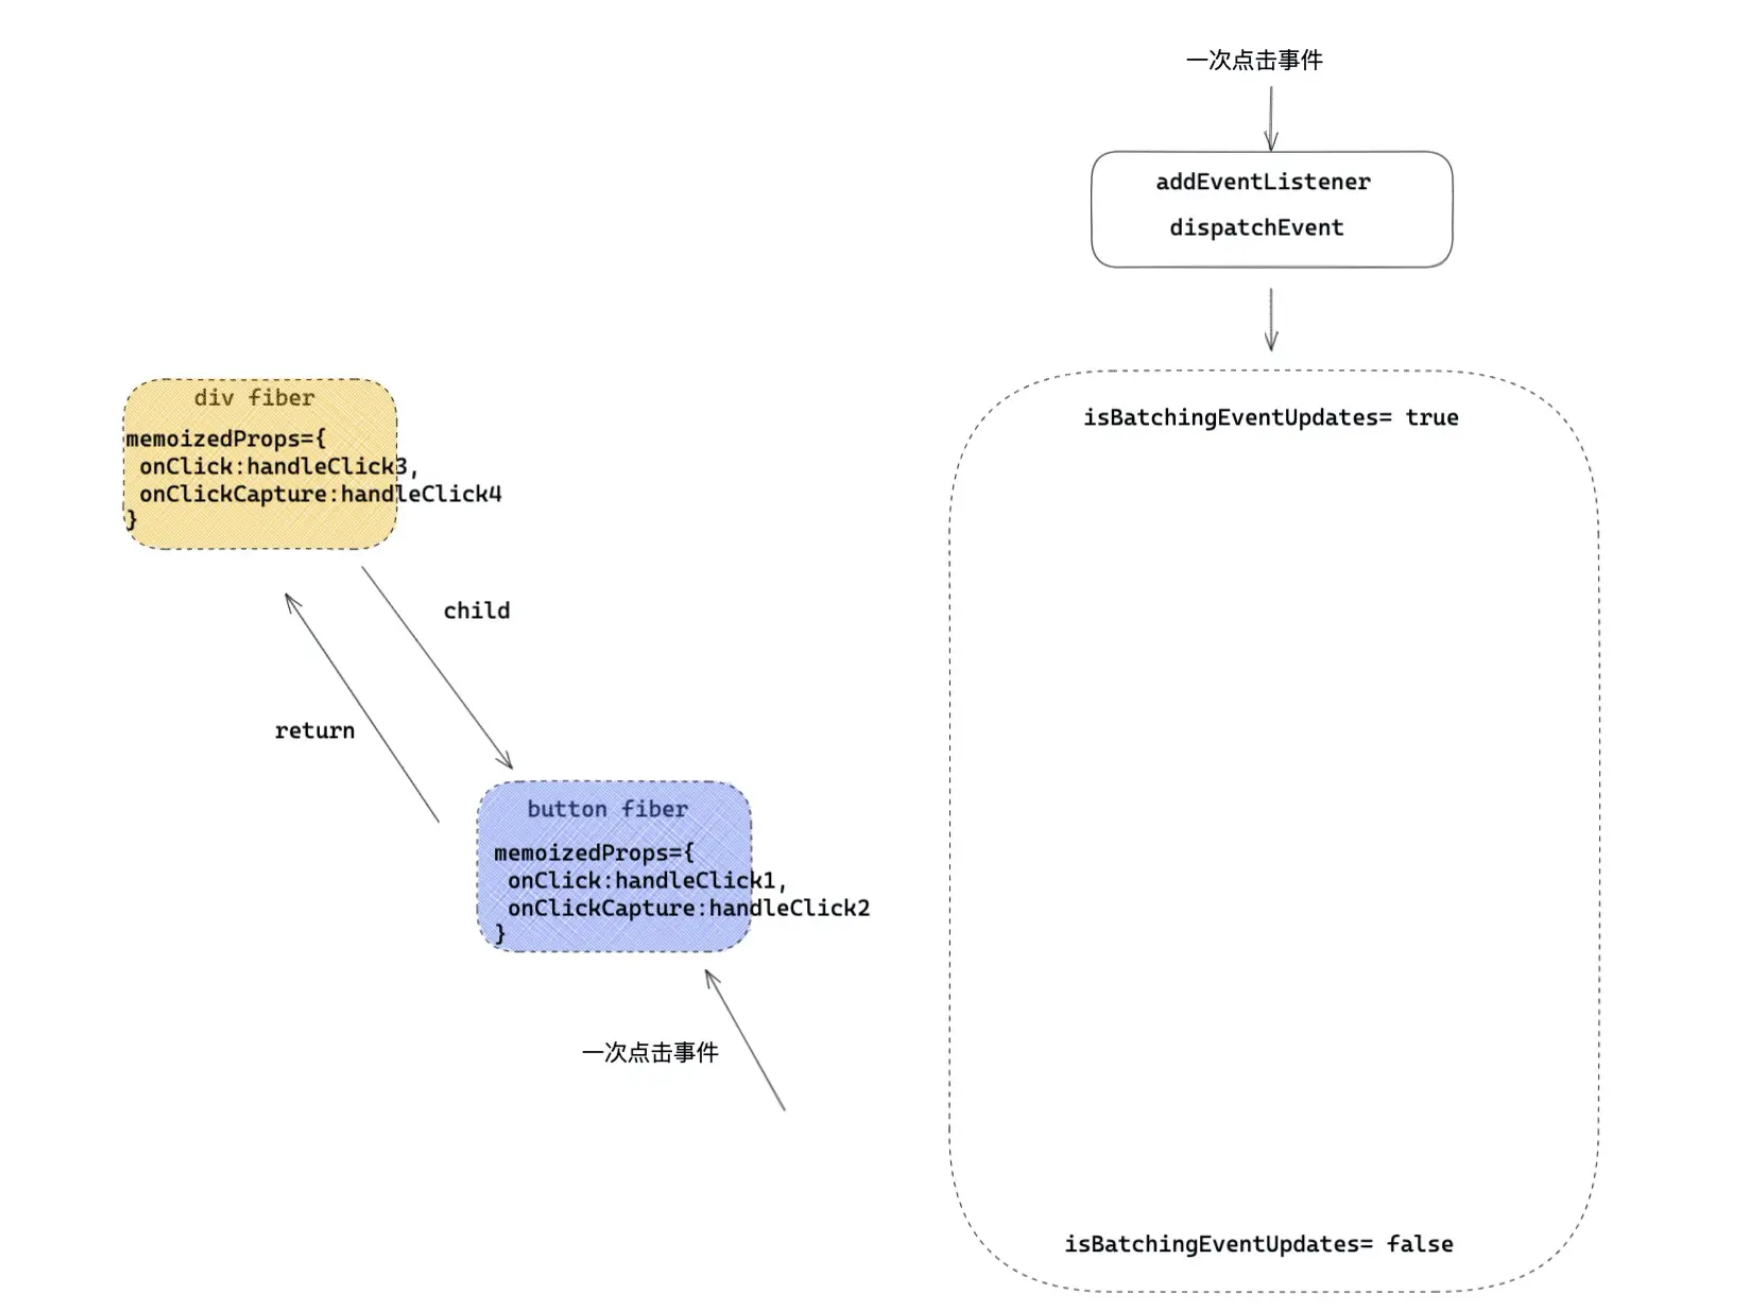 一次点击事件
addEventListener
dispatchEvent
isBatchingEventUpdates= true
div fiber
memoizedProps={
onClick:handleClick3,
onClickCapture:handleClick4
}
child
return
button fiber
memoizedProps={
onClick:handleClick1,
onClickCapture:handleClick2
}
一次点击事件
isBatchingEventUpdates= false